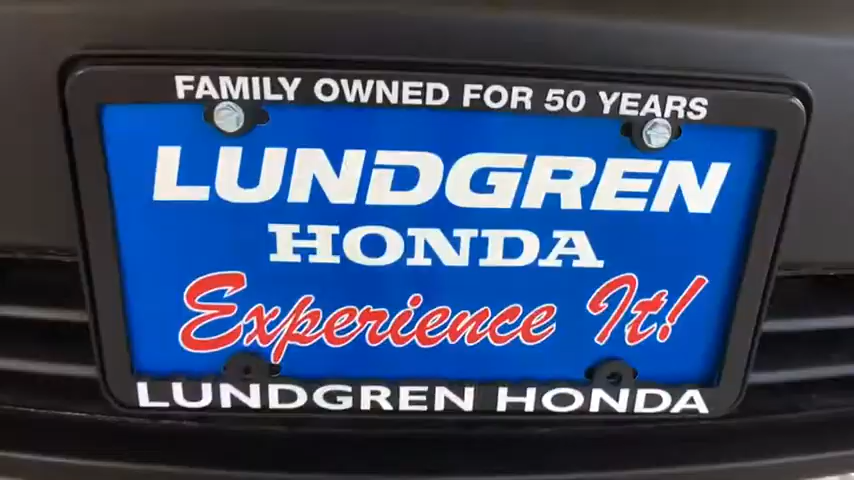 FAMILY OWNED FOR 50 YEARS
LUNDGREN
HONDA
Experience It!
LUNDGREN HONDA